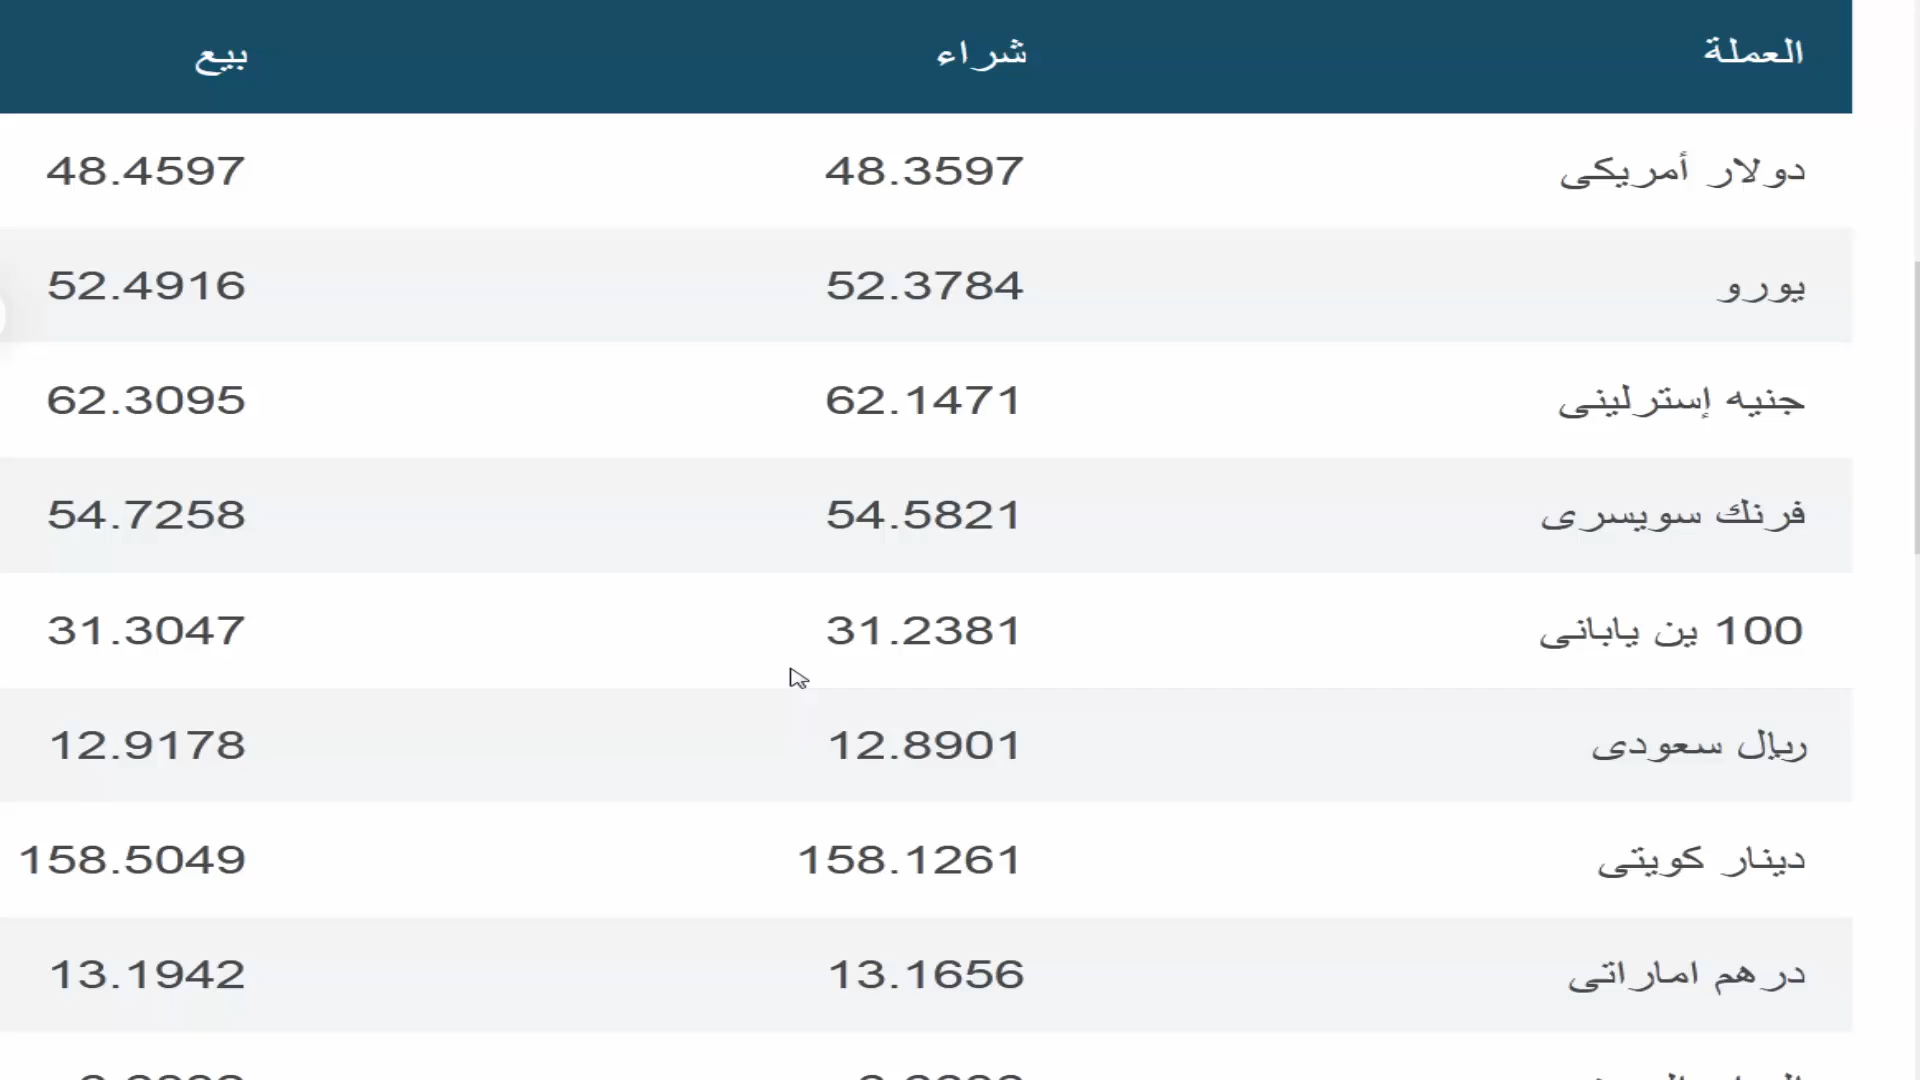 العملة شراء بيع
دولار أمريكى 48.3597 48.4597
يورو 52.3784 52.4916
جنيه إسترلينى 62.1471 62.3095
فرنك سويسرى 54.5821 54.7258
100 ين يابانى 31.2381 31.3047
ريال سعودى 12.8901 12.9178
دينار كويتى 158.1261 158.5049
درهم اماراتى 13.1656 13.1942